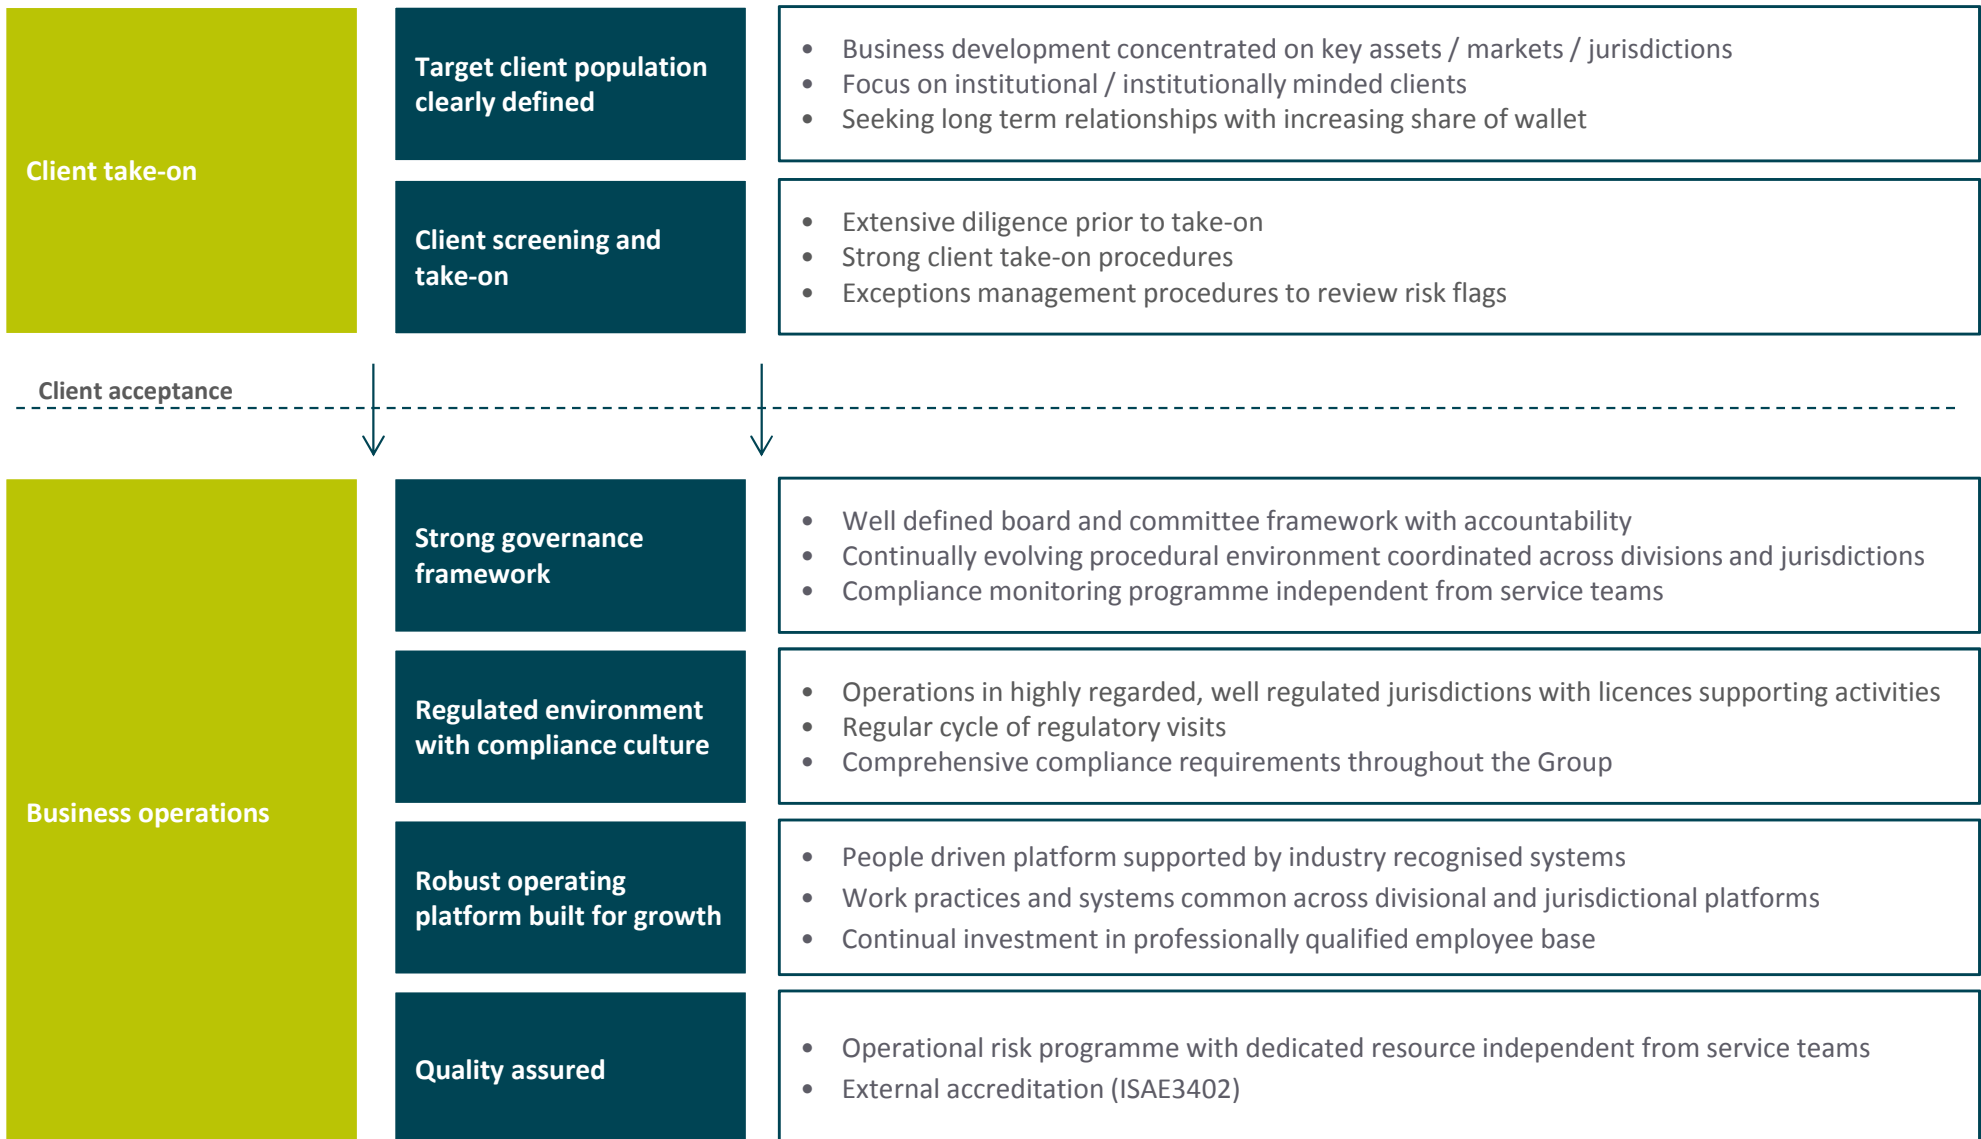 Client take-on
Target client population
clearly defined
• Business development concentrated on key assets / markets / jurisdictions
• Focus on institutional / institutionally minded clients
• Seeking long term relationships with increasing share of wallet
Client screening and
take-on
• Extensive diligence prior to take-on
• Strong client take-on procedures
• Exceptions management procedures to review risk flags
Client acceptance
Business operations
Strong governance
framework
• Well defined board and committee framework with accountability
• Continually evolving procedural environment coordinated across divisions and jurisdictions
• Compliance monitoring programme independent from service teams
Regulated environment
with compliance culture
• Operations in highly regarded, well regulated jurisdictions with licences supporting activities
• Regular cycle of regulatory visits
• Comprehensive compliance requirements throughout the Group
Robust operating
platform built for growth
• People driven platform supported by industry recognised systems
• Work practices and systems common across divisional and jurisdictional platforms
• Continual investment in professionally qualified employee base
Quality assured
• Operational risk programme with dedicated resource independent from service teams
• External accreditation (ISAE3402)